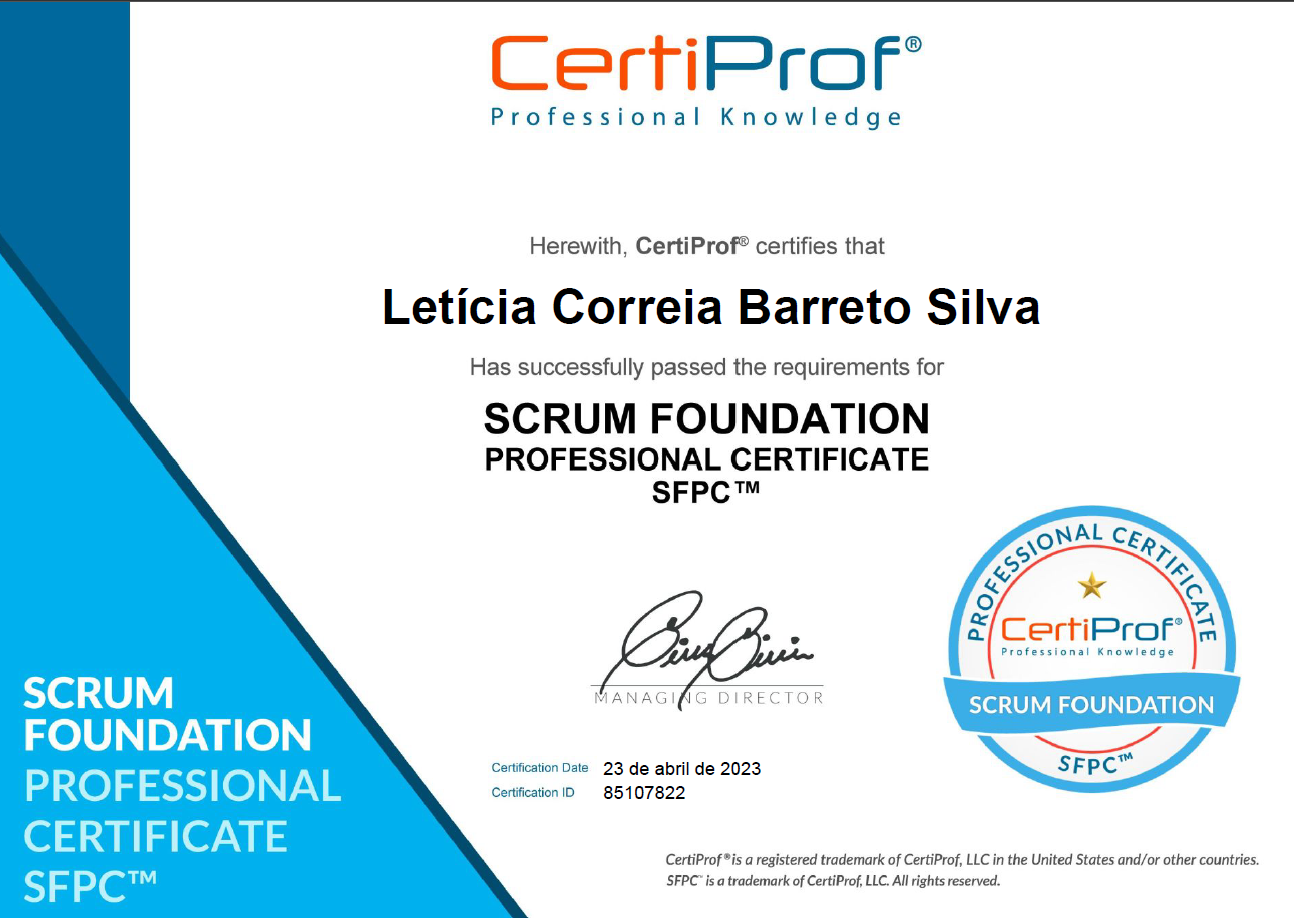 CertiProf®
Professional Knowledge
Herewith, CertiProf® certifies that
Letícia Correia Barreto Silva
Has successfully passed the requirements for
SCRUM FOUNDATION
PROFESSIONAL CERTIFICATE
SFPC™
MANAGING DIRECTOR
Certification Date 23 de abril de 2023
Certification ID 85107822
SCRUM
FOUNDATION
PROFESSIONAL
CERTIFICATE
SFPC™
PROFESSIONAL CERTIFICATE
CertiProf®
Professional Knowledge
SCRUM FOUNDATION
SFPC™
CertiProf® is a registered trademark of CertiProf, LLC in the United States and/or other countries.
SFPC™ is a trademark of CertiProf, LLC. All rights reserved.